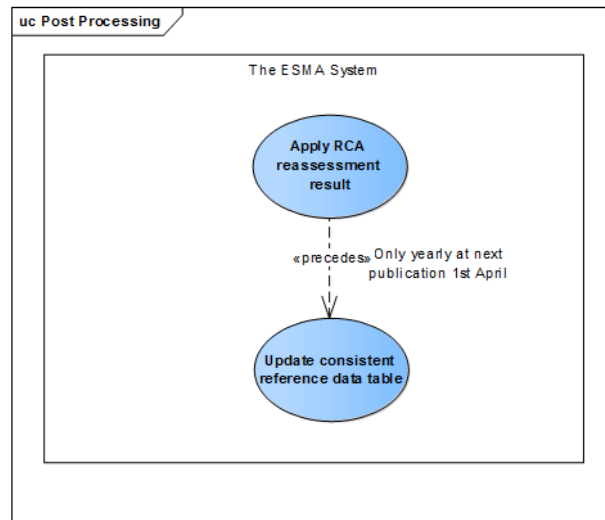 uc Post Processing
The ESMA System
Apply RCA
reassessment
result
«precedes»
Only yearly at next
publication 1st April
Update consistent
reference data table